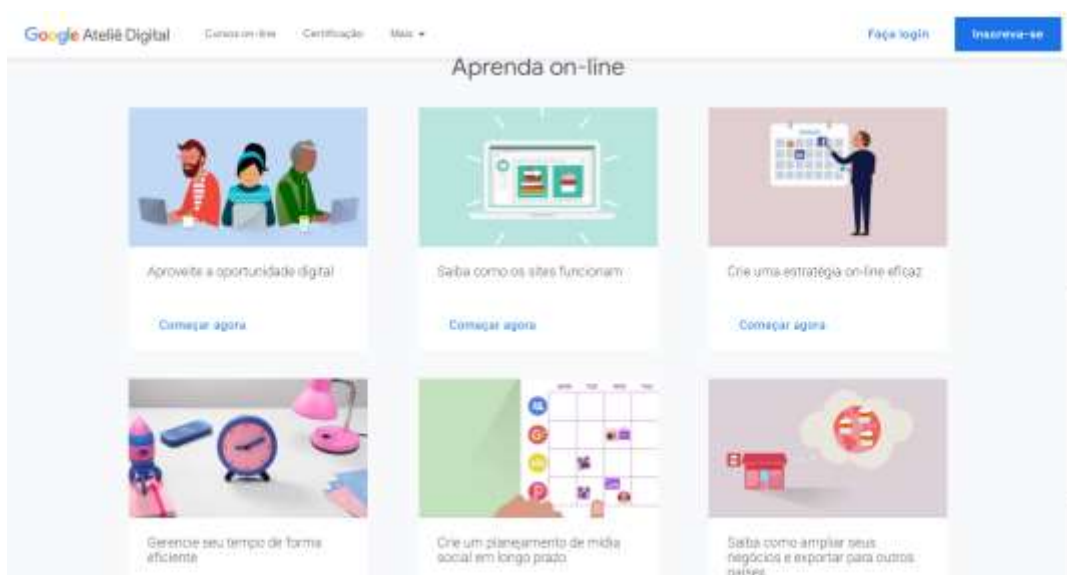 Google Ateliê Digital
Cursos on-line
Certificação
Mais
Faça login
Inscreva-se
Aprenda on-line
Aproveite a oportunidade digital
Saiba como os sites funcionam
Crie uma estratégia on-line eficaz
Começar agora
Começar agora
Começar agora
Gerencie seu tempo de forma
eficiente
Crie um planejamento de mídia
social em longo prazo
Saiba como ampliar seus
negócios e exportar para outros
países